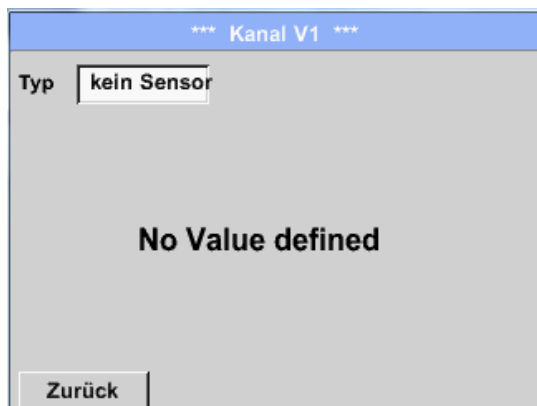 *** Kanal V1 ***
Typ kein Sensor
No Value defined
Zurück